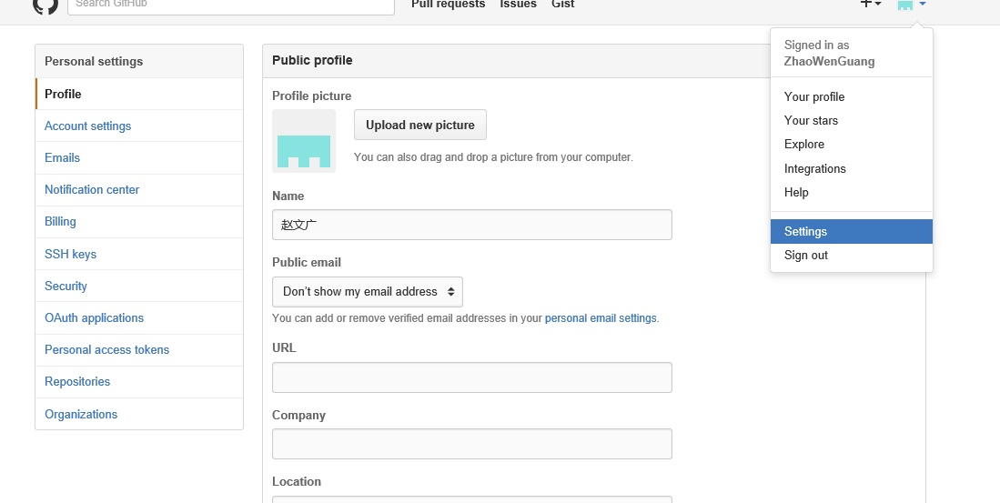 Search GitHub
Pull requests Issues Gist
Signed in as
ZhaoWenGuang
Your profile
Your stars
Explore
Integrations
Help
Settings
Sign out
Personal settings
Profile
Account settings
Emails
Notification center
Billing
SSH keys
Security
OAuth applications
Personal access tokens
Repositories
Organizations
Public profile
Profile picture
Upload new picture
You can also drag and drop a picture from your computer.
Name
赵文广
Public email
Don't show my email address
You can add or remove verified email addresses in your personal email settings.
URL
Company
Location